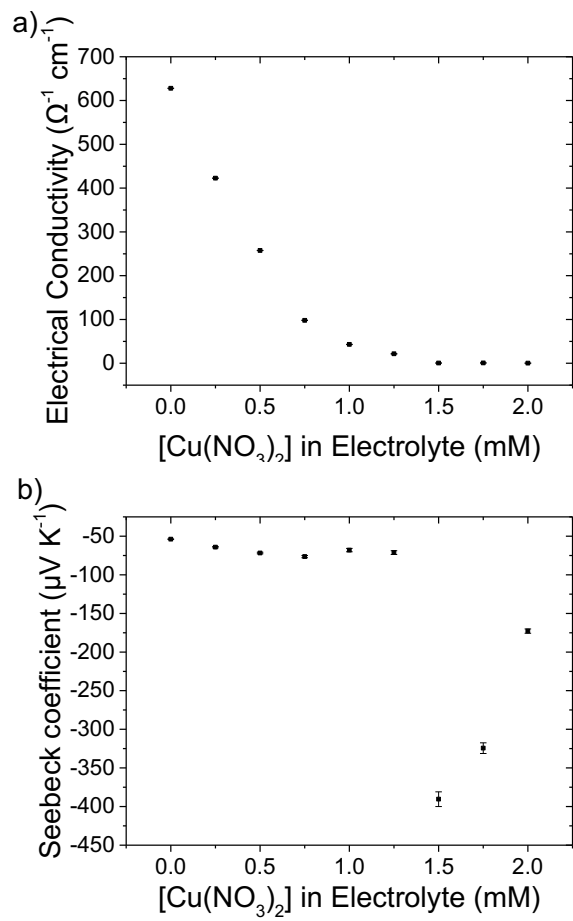 a)
Electrical Conductivity (Ω⁻¹ cm⁻¹)
700
600
500
400
300
200
100
0
0.0 0.5 1.0 1.5 2.0
[Cu(NO₃)₂] in Electrolyte (mM)
b)
Seebeck coefficient (µV K⁻¹)
-50
-100
-150
-200
-250
-300
-350
-400
-450
0.0 0.5 1.0 1.5 2.0
[Cu(NO₃)₂] in Electrolyte (mM)